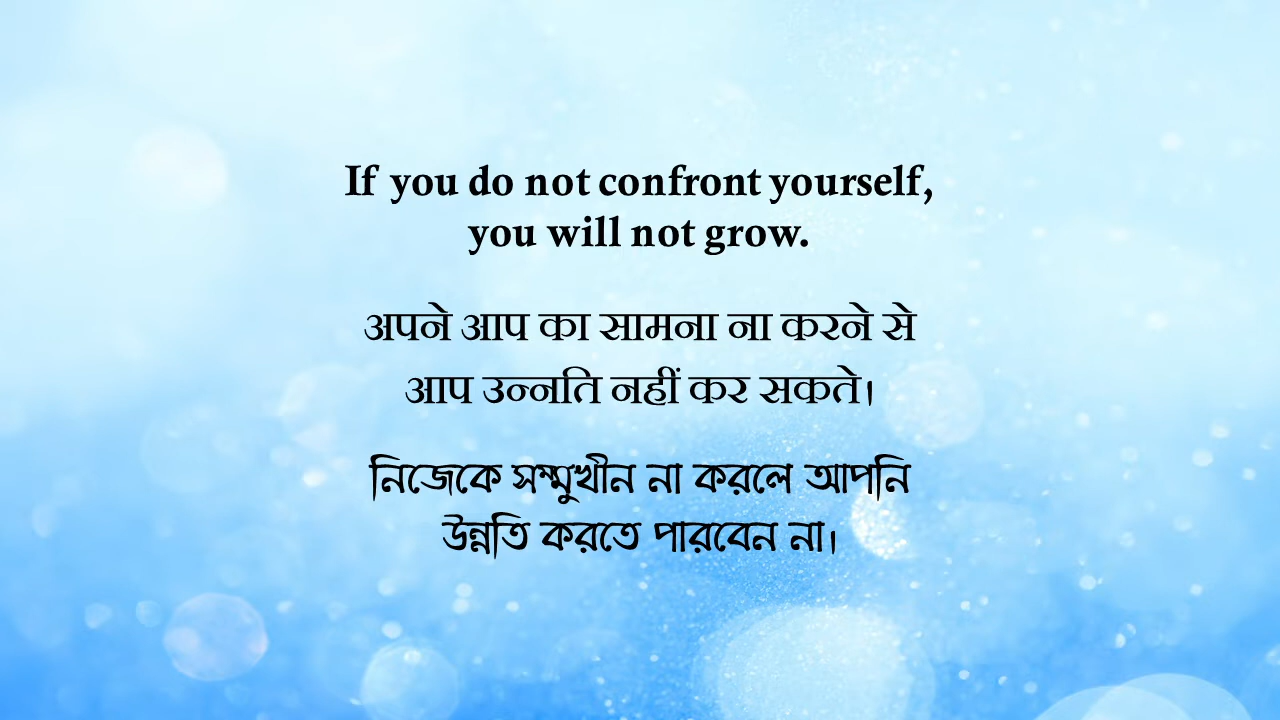 If you do not confront yourself,
you will not grow.
अपने आप का सामना ना करने से
आप उन्नति नहीं कर सकते।
নিজেকে সম্মুখীন না করলে আপনি
উন্নতি করতে পারবেন না।